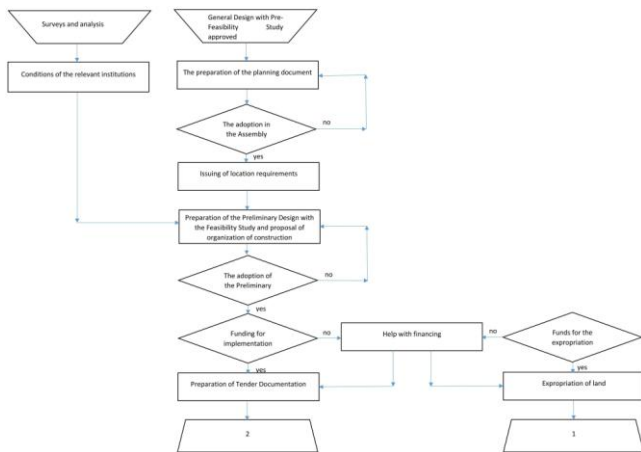 Surveys and analysis
General Design with Pre-
Feasibility Study
approved
Conditions of the relevant institutions
The preparation of the planning document
The adoption in
the Assembly
no
yes
Issuing of location requirements
Preparation of the Preliminary Design with
the Feasibility Study and proposal of
organization of construction
The adoption of
the Preliminary
no
yes
Funding for
implementation
no
Help with financing
no
Funds for the
expropriation
yes
yes
Preparation of Tender Documentation
Expropriation of land
2
1